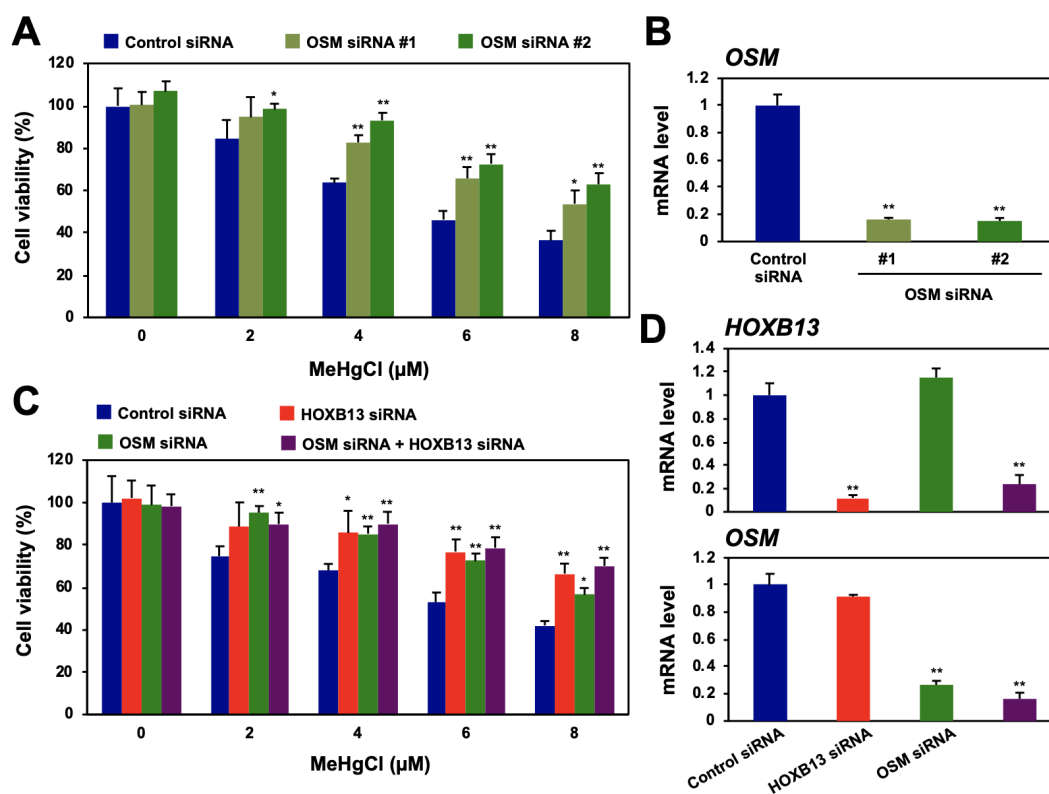 A
Control siRNA
OSM siRNA #1
OSM siRNA #2
Cell viability (%)
120
100
80
60
40
20
0
*
**
**
**
**
*
**
0
2
4
6
8
MeHgCl (μM)
B
OSM
mRNA level
1.2
1
0.8
0.6
0.4
0.2
0
**
**
Control
siRNA
#1
#2
OSM siRNA
C
Control siRNA
HOXB13 siRNA
OSM siRNA
OSM siRNA + HOXB13 siRNA
Cell viability (%)
120
100
80
60
40
20
0
**
*
*
**
**
**
**
**
**
*
**
0
2
4
6
8
MeHgCl (μM)
D
HOXB13
mRNA level
1.4
1.2
1
0.8
0.6
0.4
0.2
0
**
**
OSM
mRNA level
1.2
1
0.8
0.6
0.4
0.2
0
**
**
Control siRNA
HOXB13 siRNA
OSM siRNA